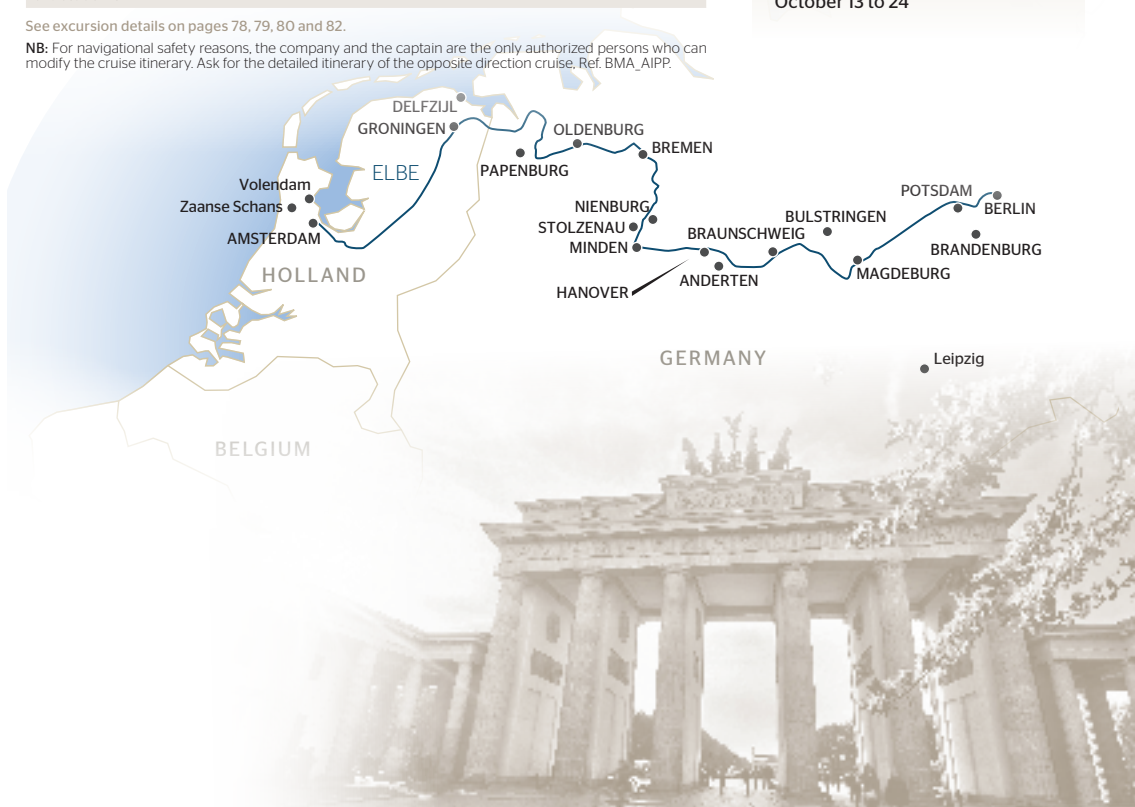 October 13 to 24
See excursion details on pages 78, 79, 80 and 82.
NB: For navigational safety reasons, the company and the captain are the only authorized persons who can
modify the cruise itinerary. Ask for the detailed itinerary of the opposite direction cruise, Ref. BMA_AIPP.
DELFZIJL
GRONINGEN
OLDENBURG
BREMEN
PAPENBURG
ELBE
Volendam
Zaanse Schans
AMSTERDAM
HOLLAND
NIENBURG
STOLZENAU
MINDEN
HANOVER
BRAUNSCHWEIG
ANDERTEN
BULSTRINGEN
MAGDEBURG
POTSDAM
BERLIN
BRANDENBURG
GERMANY
Leipzig
BELGIUM